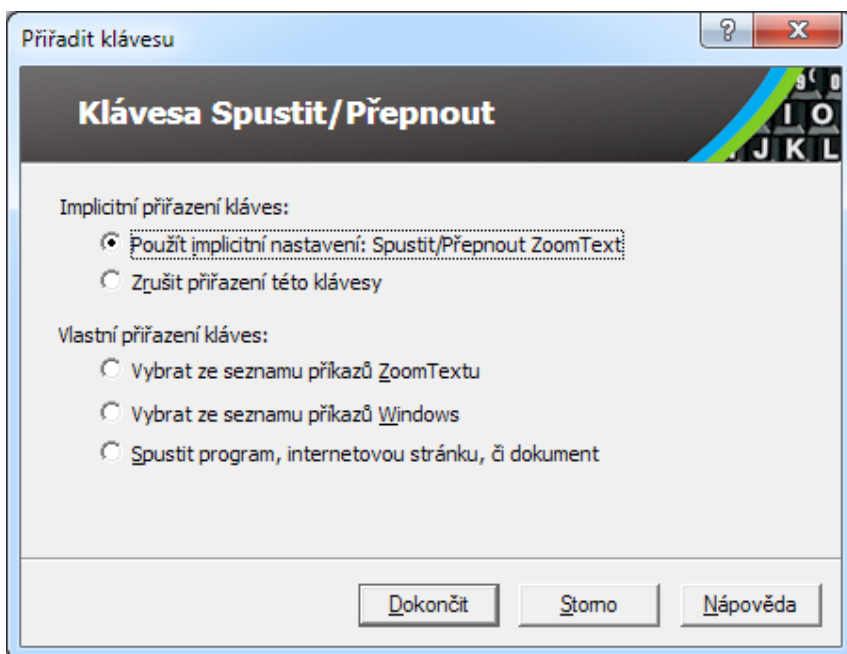 Přiřadit klávesu
Klávesa Spustit/Přepnout
9 0
I O
J K L
Implicitní přiřazení kláves:
Použít implicitní nastavení: Spustit/Přepnout ZoomText
Zrušit přiřazení této klávesy
Vlastní přiřazení kláves:
Vybrat ze seznamu příkazů ZoomTextu
Vybrat ze seznamu příkazů Windows
Spustit program, internetovou stránku, či dokument
Dokončit Storno Nápověda